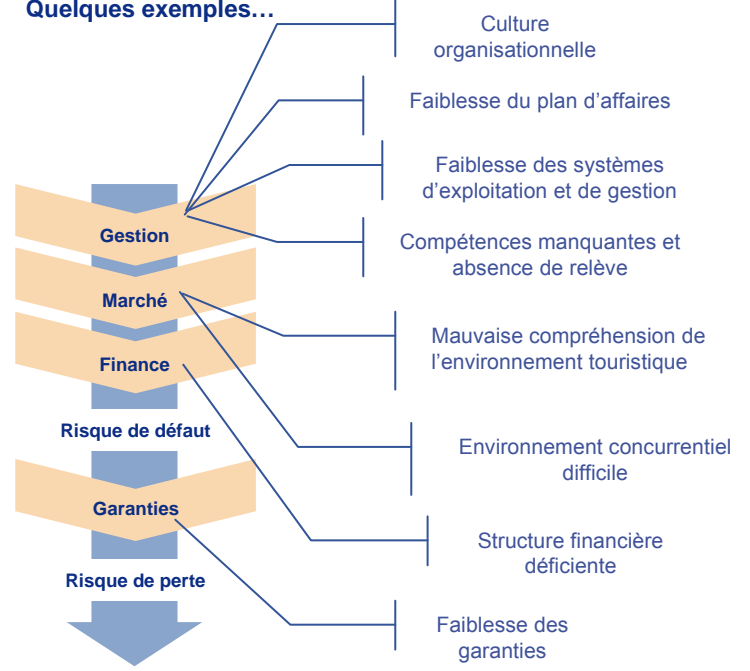 Quelques exemples…
Culture
organisationnelle
Faiblesse du plan d’affaires
Faiblesse des systèmes
d’exploitation et de gestion
Gestion
Compétences manquantes et
absence de relève
Marché
Mauvaise compréhension de
l’environnement touristique
Finance
Risque de défaut
Environnement concurrentiel
difficile
Garanties
Structure financière
déficiente
Risque de perte
Faiblesse des
garanties